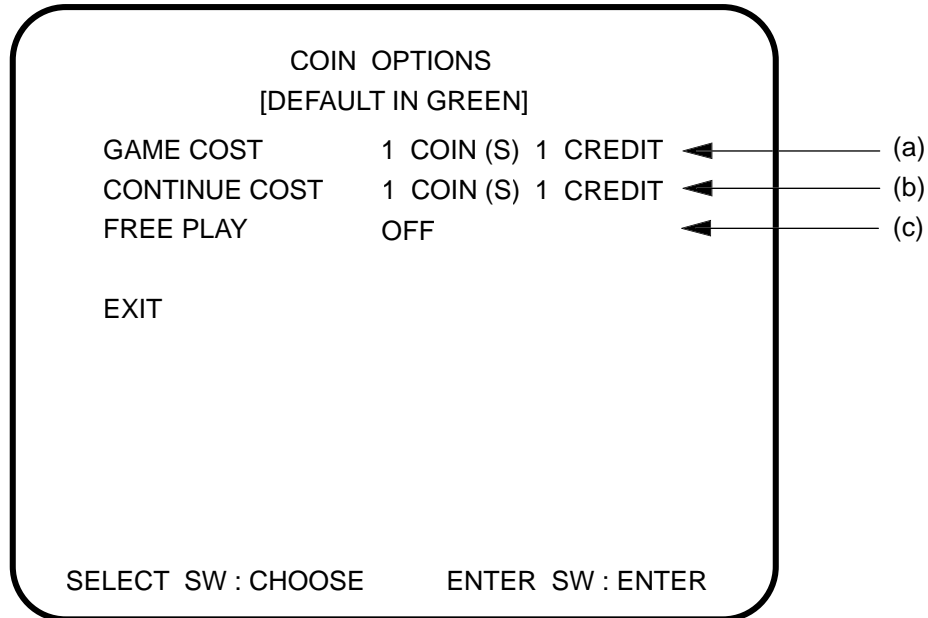 COIN OPTIONS
[DEFAULT IN GREEN]
GAME COST 1 COIN (S) 1 CREDIT (a)
CONTINUE COST 1 COIN (S) 1 CREDIT (b)
FREE PLAY OFF (c)
EXIT
SELECT SW : CHOOSE ENTER SW : ENTER